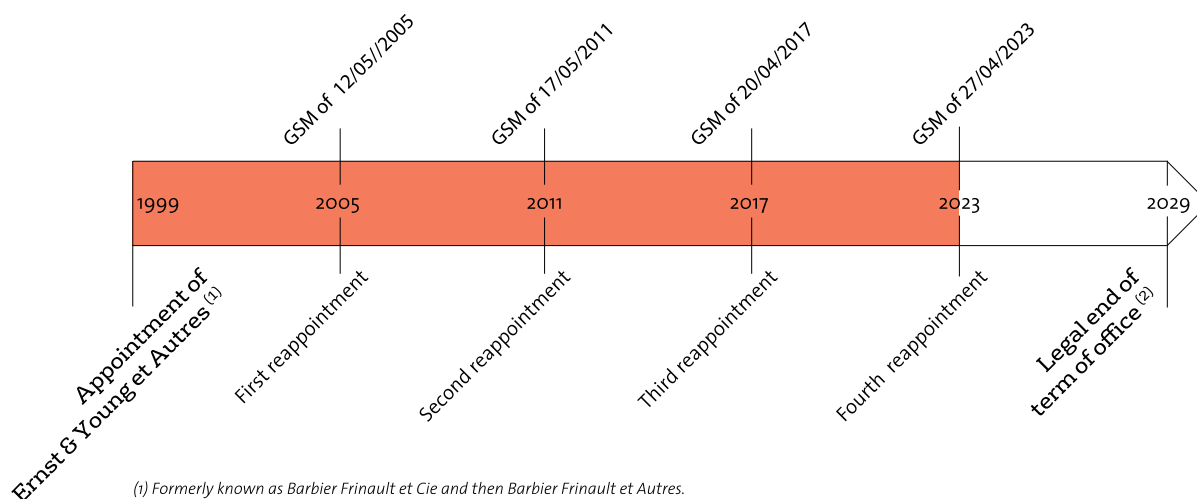 GSM of 12/05//2005
GSM of 17/05/2011
GSM of 20/04/2017
GSM of 27/04/2023
1999
2005
2011
2017
2023
2029
Appointment of
Ernst & Young et Autres (1)
First reappointment
Second reappointment
Third reappointment
Fourth reappointment
Legal end of
term of office (2)
(1) Formerly known as Barbier Frinault et Cie and then Barbier Frinault et Autres.